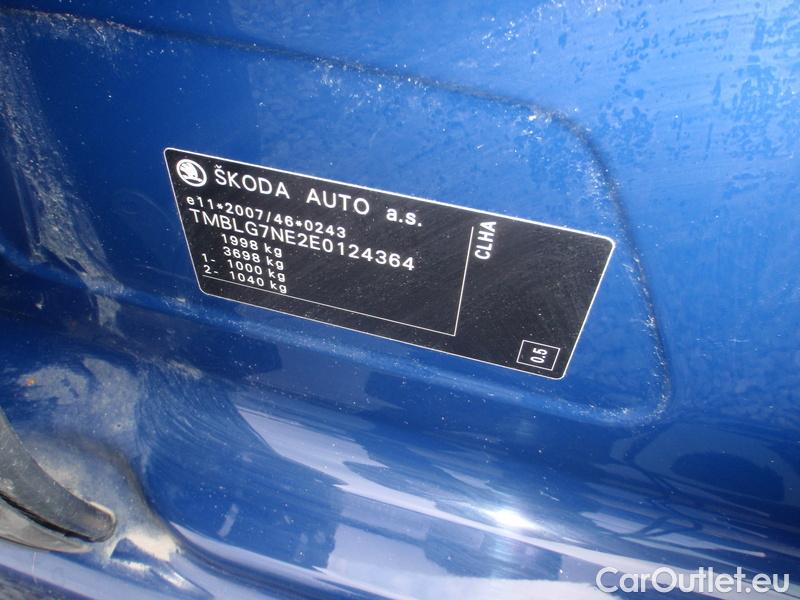 ŠKODA AUTO a.s.
e11*2007/46*0243
TMBLG7NE2E0124364
1998 kg
3698 kg
1- 1000 kg
2- 1040 kg
CLHA
0.5
CarOutlet.eu